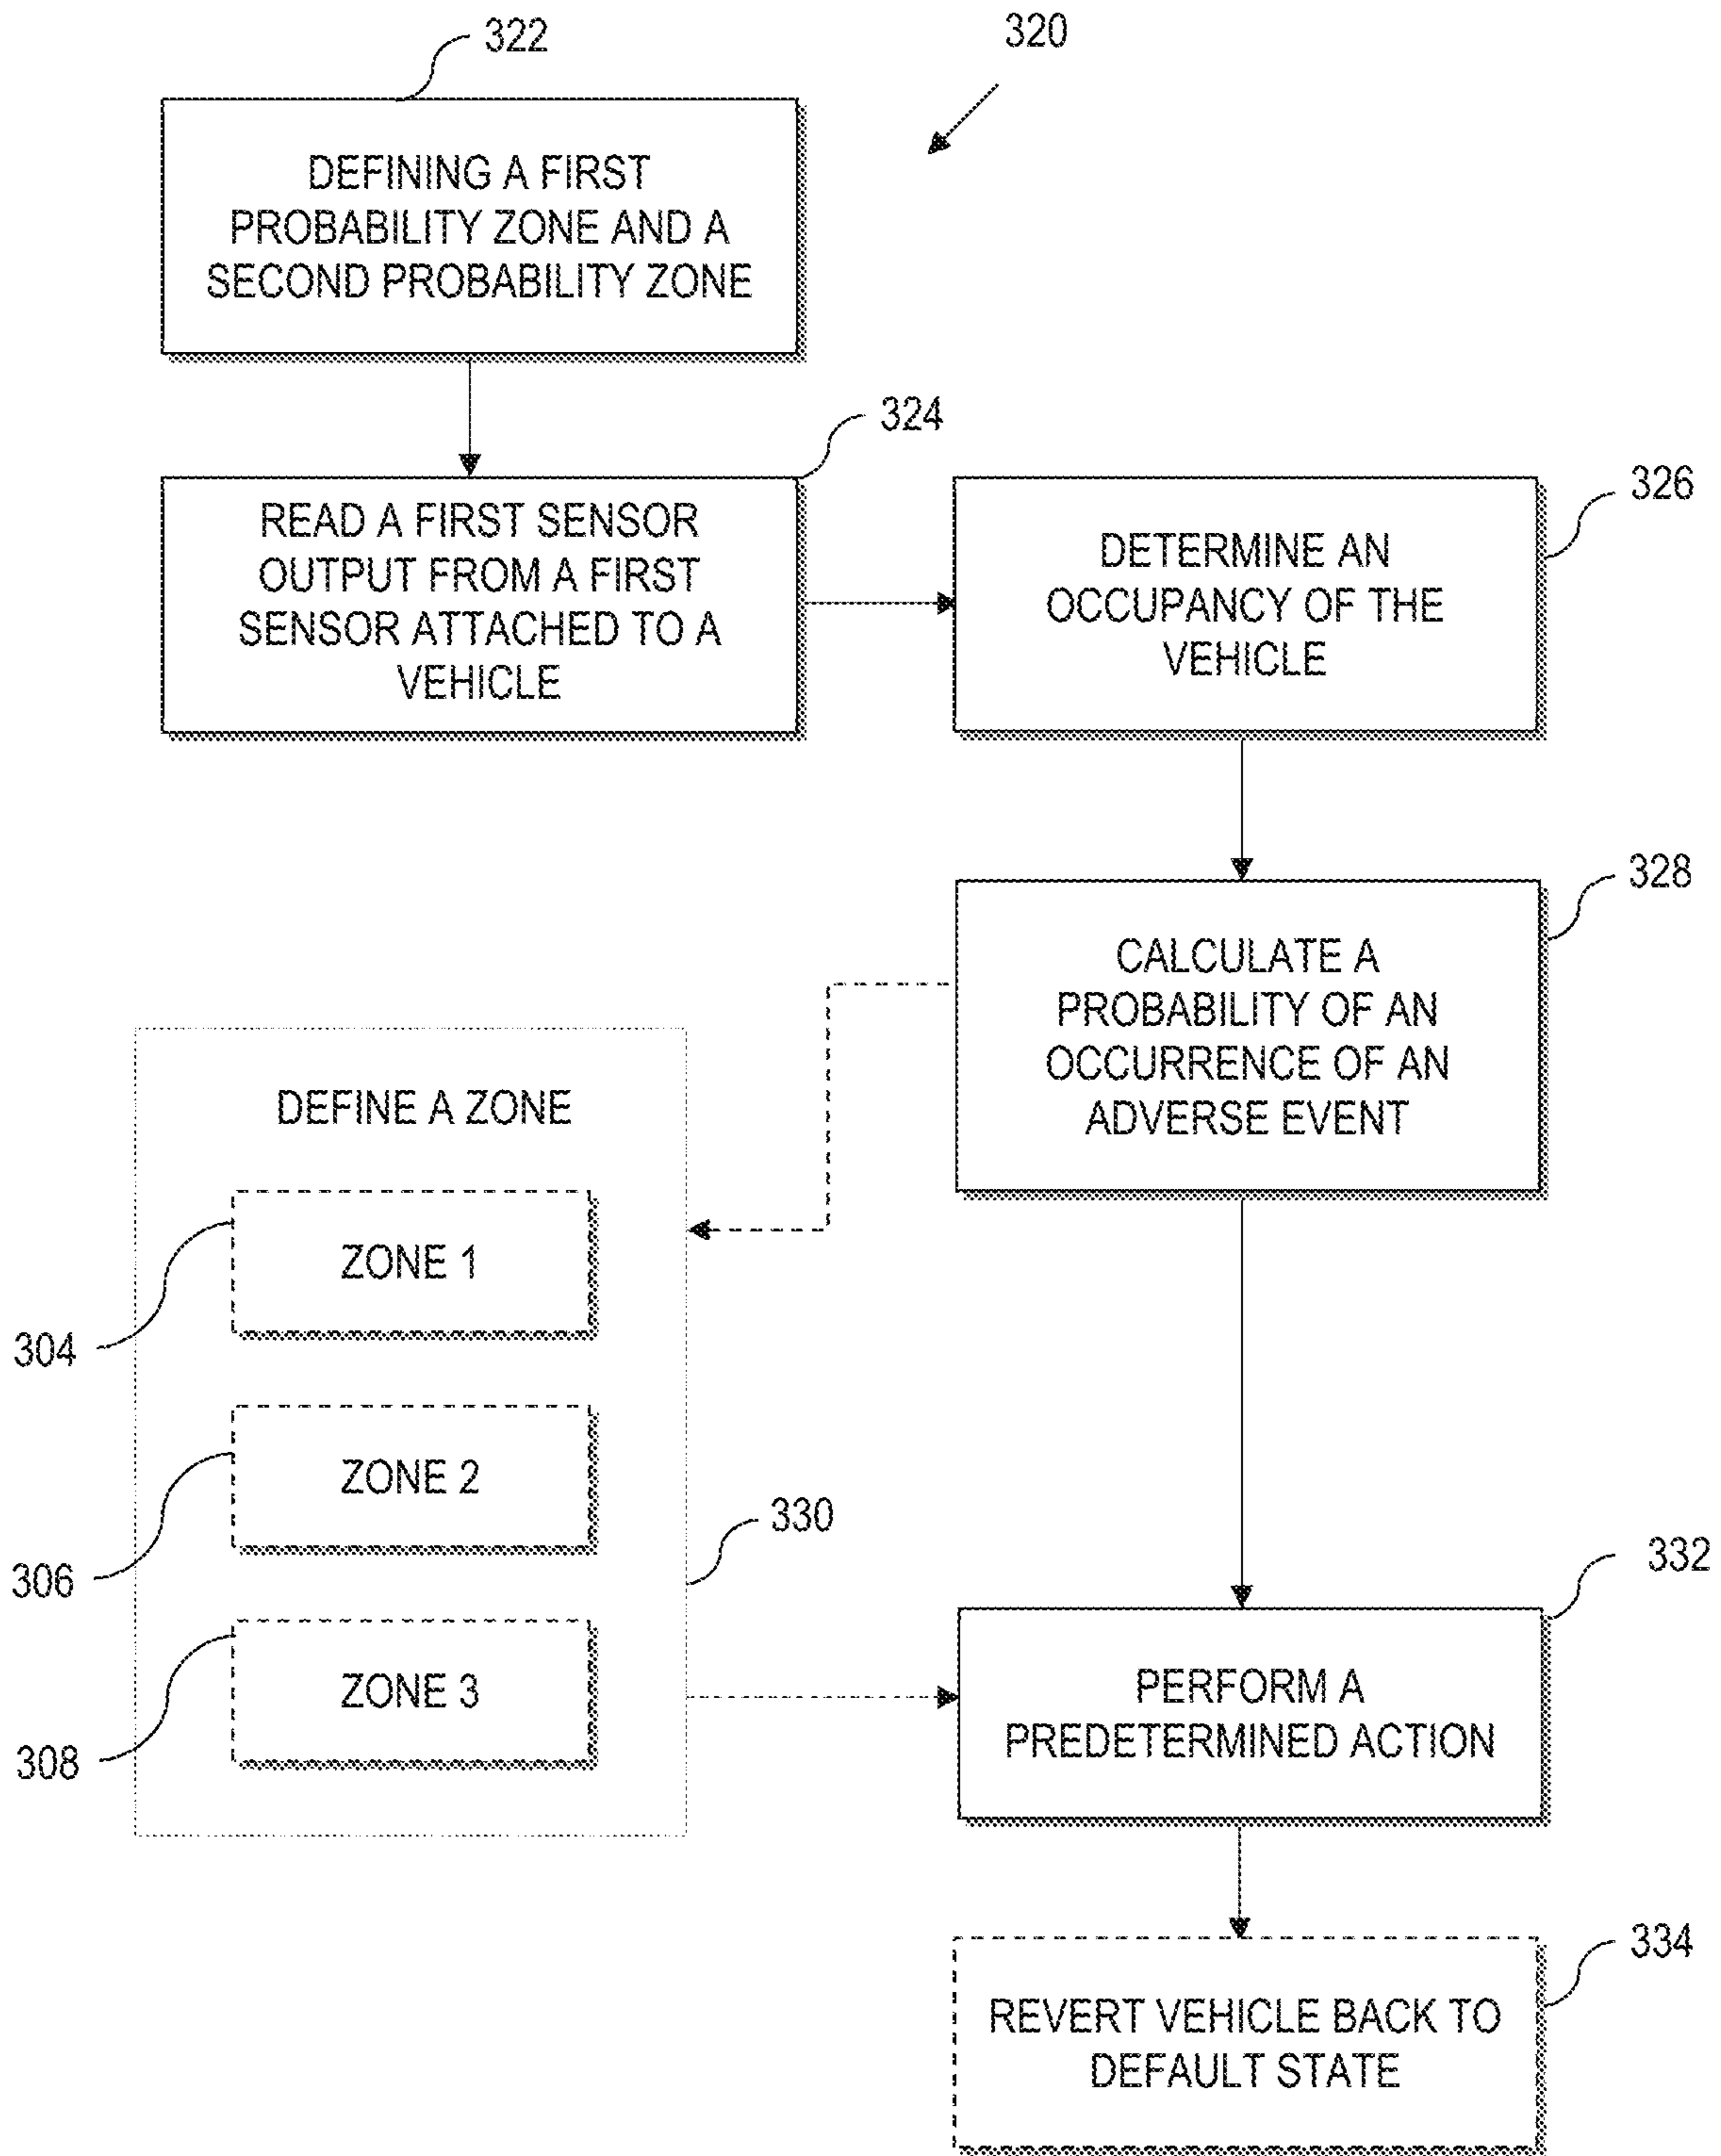 322
320
DEFINING A FIRST
PROBABILITY ZONE AND A
SECOND PROBABILITY ZONE
324
READ A FIRST SENSOR
OUTPUT FROM A FIRST
SENSOR ATTACHED TO A
VEHICLE
326
DETERMINE AN
OCCUPANCY OF THE
VEHICLE
328
CALCULATE A
PROBABILITY OF AN
OCCURRENCE OF AN
ADVERSE EVENT
DEFINE A ZONE
ZONE 1
304
ZONE 2
306
330
ZONE 3
308
332
PERFORM A
PREDETERMINED ACTION
334
REVERT VEHICLE BACK TO
DEFAULT STATE